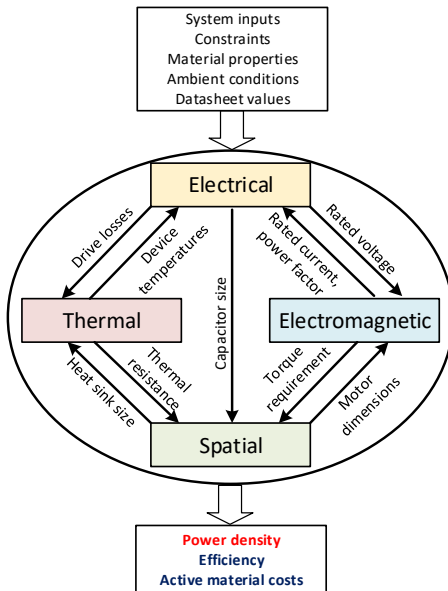 System inputs
Constraints
Material properties
Ambient conditions
Datasheet values
Electrical
Drive losses
Device
temperatures
Capacitor size
Rated current,
power factor
Rated voltage
Thermal
Electromagnetic
Heat sink size
Thermal
resistance
Torque
requirement
Motor
dimensions
Spatial
Power density
Efficiency
Active material costs